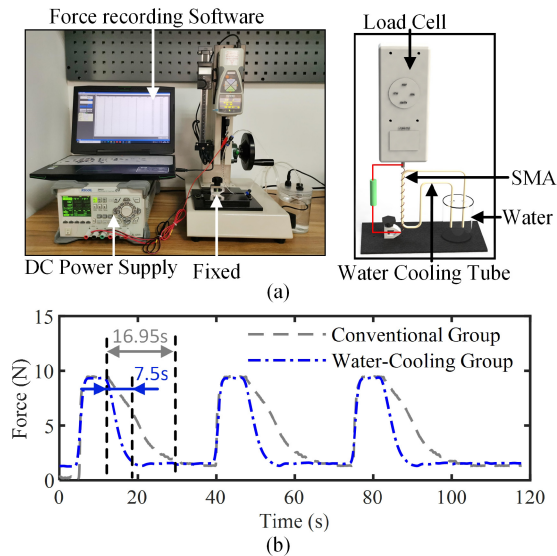 Force recording Software
DC Power Supply
Fixed
Load Cell
SMA
Water
Water Cooling Tube
(a)
15
10
5
0
Force (N)
16.95s
7.5s
Conventional Group
Water-Cooling Group
0 20 40 60 80 100 120
Time (s)
(b)